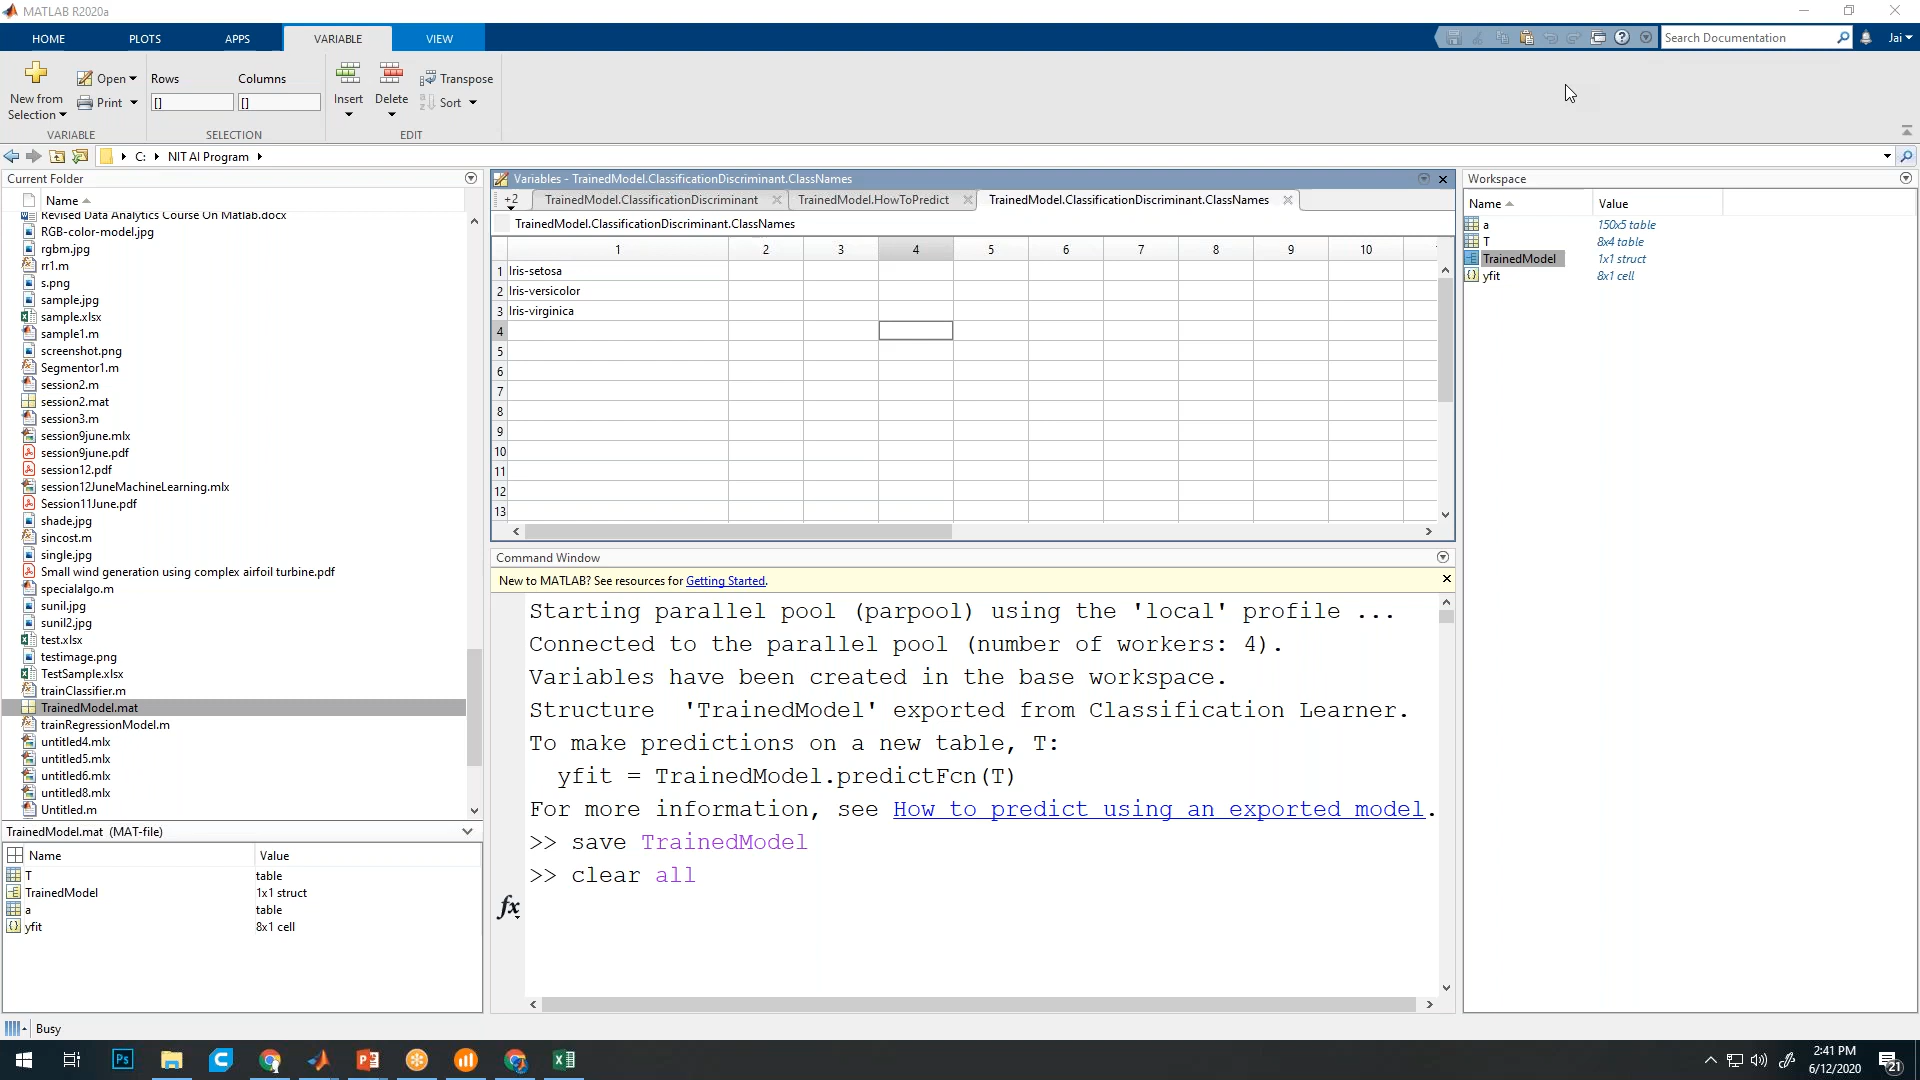 MATLAB R2020a
HOME
PLOTS
APPS
VARIABLE
VIEW
Search Documentation
Jai
New from
Selection
Open
Print
Rows
Columns
[]
[]
Insert
Delete
Transpose
Sort
VARIABLE
SELECTION
EDIT
C:
NIT AI Program
Current Folder
Name
Revised Data Analytics Course On Matlab.docx
RGB-color-model.jpg
rgbm.jpg
rr1.m
s.png
sample.jpg
sample.xlsx
sample1.m
screenshot.png
Segmentor1.m
session2.m
session2.mat
session3.m
session9june.mlx
session9june.pdf
session12.pdf
session12JuneMachineLearning.mlx
Session11June.pdf
shade.jpg
sincost.m
single.jpg
Small wind generation using complex airfoil turbine.pdf
specialalgo.m
sunil.jpg
sunil2.jpg
test.xlsx
testimage.png
TestSample.xlsx
trainClassifier.m
TrainedModel.mat
trainRegressionModel.m
untitled4.mlx
untitled5.mlx
untitled6.mlx
untitled8.mlx
Untitled.m
TrainedModel.mat (MAT-file)
Name Value
T table
TrainedModel 1x1 struct
a table
yfit 8x1 cell
Busy
Variables - TrainedModel.ClassificationDiscriminant.ClassNames
+2
TrainedModel.ClassificationDiscriminant
TrainedModel.HowToPredict
TrainedModel.ClassificationDiscriminant.ClassNames
TrainedModel.ClassificationDiscriminant.ClassNames
1 2 3 4 5 6 7 8 9 10
1 Iris-setosa
2 Iris-versicolor
3 Iris-virginica
4
5
6
7
8
9
10
11
12
13
Command Window
New to MATLAB? See resources for Getting Started.
Starting parallel pool (parpool) using the 'local' profile ...
Connected to the parallel pool (number of workers: 4).
Variables have been created in the base workspace.
Structure 'TrainedModel' exported from Classification Learner.
To make predictions on a new table, T:
yfit = TrainedModel.predictFcn(T)
For more information, see How to predict using an exported model.
>> save TrainedModel
>> clear all
fx
Workspace
Name Value
a 150x5 table
T 8x4 table
TrainedModel 1x1 struct
yfit 8x1 cell
Ps
2:41 PM
6/12/2020
21